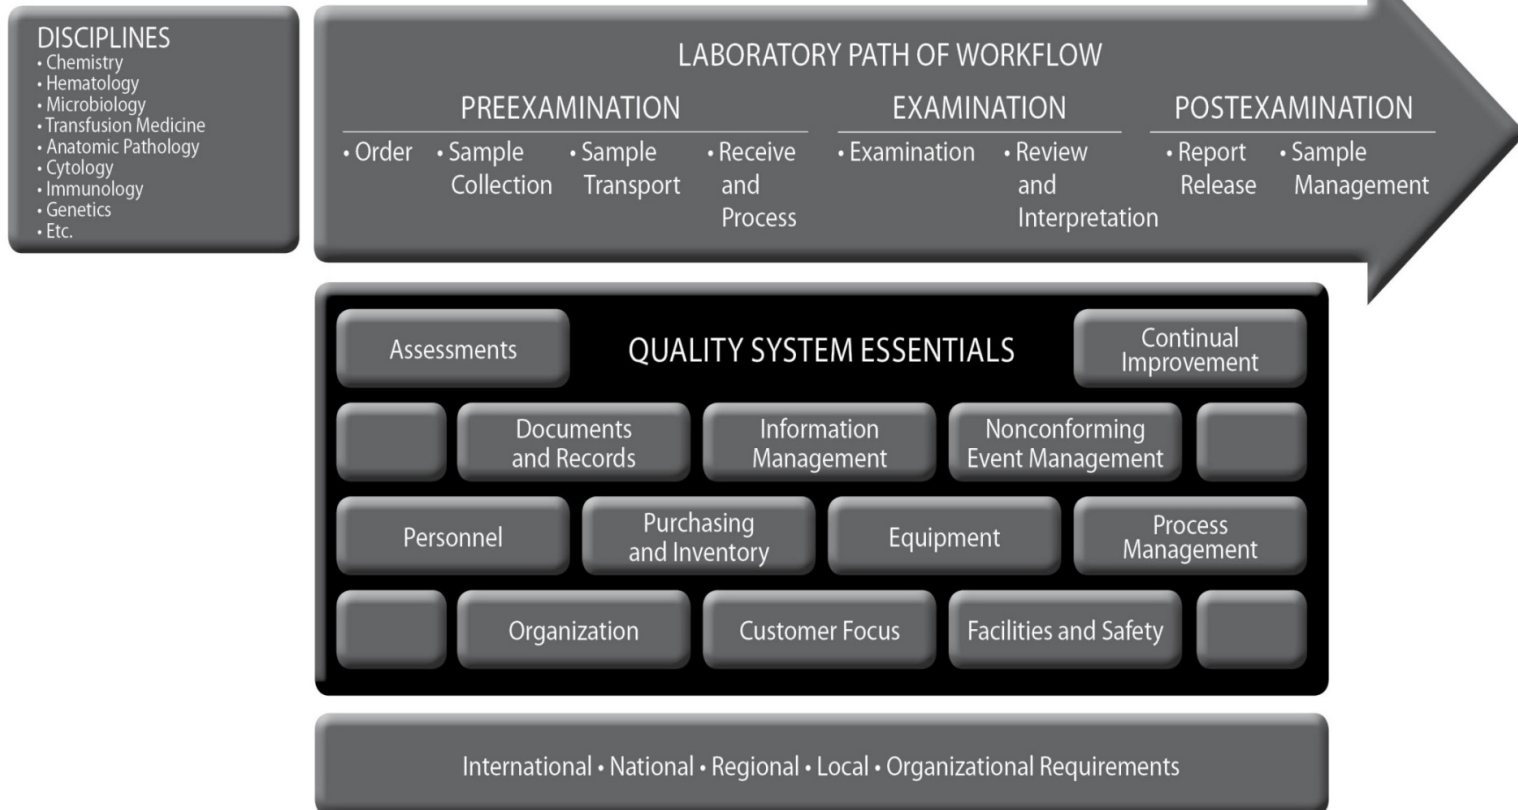 DISCIPLINES
• Chemistry
• Hematology
• Microbiology
• Transfusion Medicine
• Anatomic Pathology
• Cytology
• Immunology
• Genetics
• Etc.
LABORATORY PATH OF WORKFLOW
PREEXAMINATION
• Order
• Sample
Collection
• Sample
Transport
• Receive
and
Process
EXAMINATION
• Examination
• Review
and
Interpretation
POSTEXAMINATION
• Report
Release
• Sample
Management
Assessments
QUALITY SYSTEM ESSENTIALS
Continual
Improvement
Documents
and Records
Information
Management
Nonconforming
Event Management
Personnel
Purchasing
and Inventory
Equipment
Process
Management
Organization
Customer Focus
Facilities and Safety
International • National • Regional • Local • Organizational Requirements